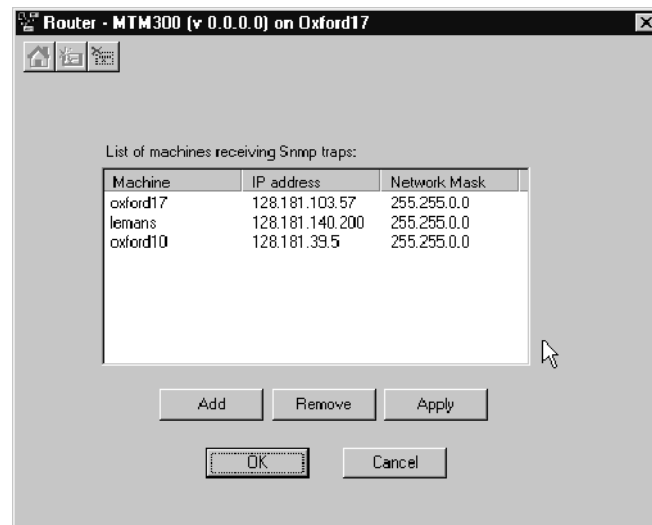 Router - MTM300 (v 0.0.0.0) on Oxford17
List of machines receiving Snmp traps:
Machine IP address Network Mask
oxford17 128.181.103.57 255.255.0.0
lemans 128.181.140.200 255.255.0.0
oxford10 128.181.39.5 255.255.0.0
Add Remove Apply
OK Cancel